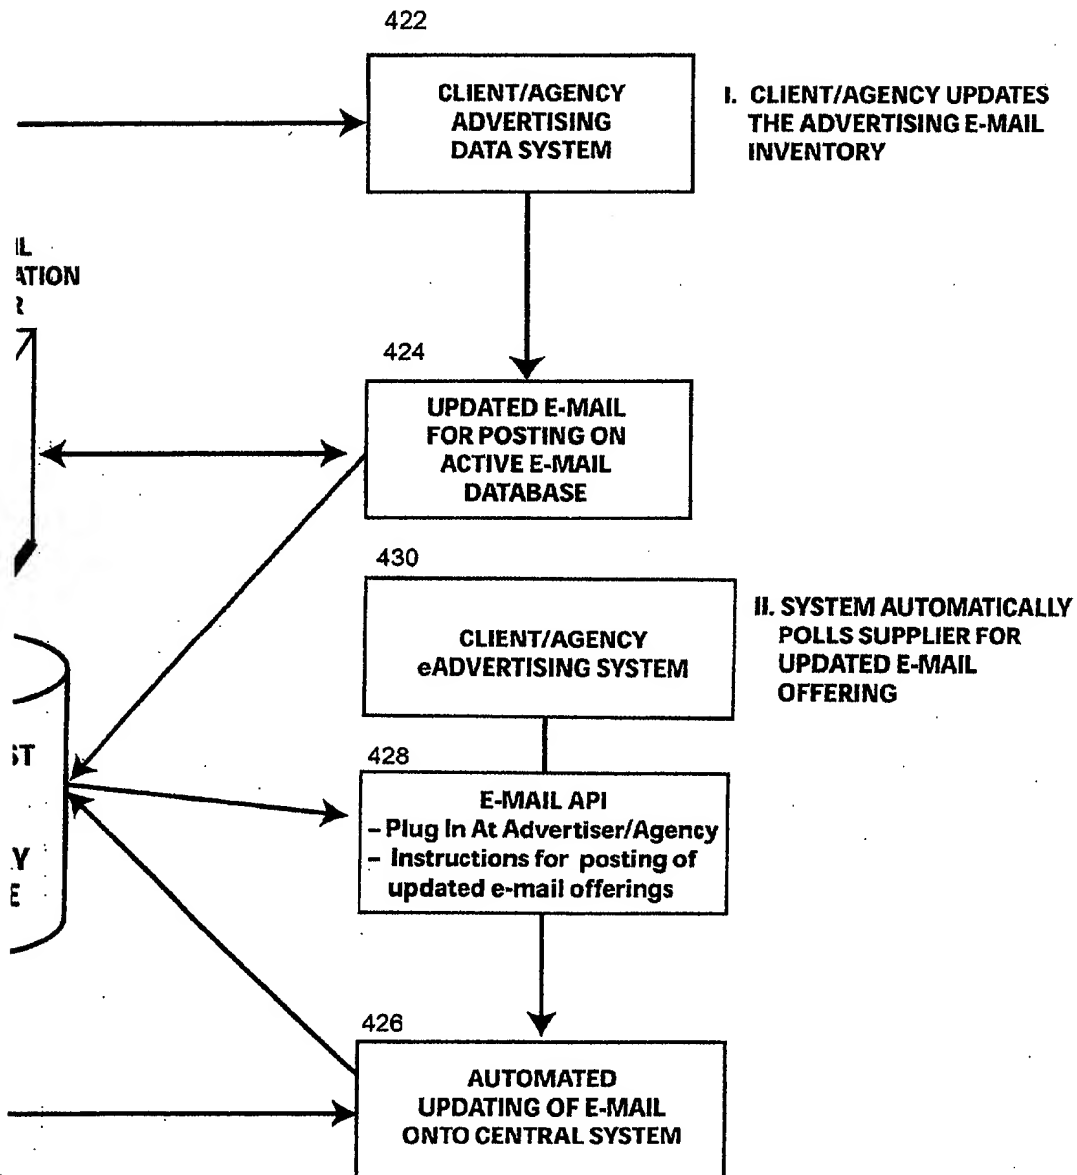 422
CLIENT/AGENCY
ADVERTISING
DATA SYSTEM
I. CLIENT/AGENCY UPDATES
THE ADVERTISING E-MAIL
INVENTORY
424
UPDATED E-MAIL
FOR POSTING ON
ACTIVE E-MAIL
DATABASE
430
CLIENT/AGENCY
eADVERTISING SYSTEM
II. SYSTEM AUTOMATICALLY
POLLS SUPPLIER FOR
UPDATED E-MAIL
OFFERING
428
E-MAIL API
– Plug In At Advertiser/Agency
– Instructions for posting of
updated e-mail offerings
426
AUTOMATED
UPDATING OF E-MAIL
ONTO CENTRAL SYSTEM